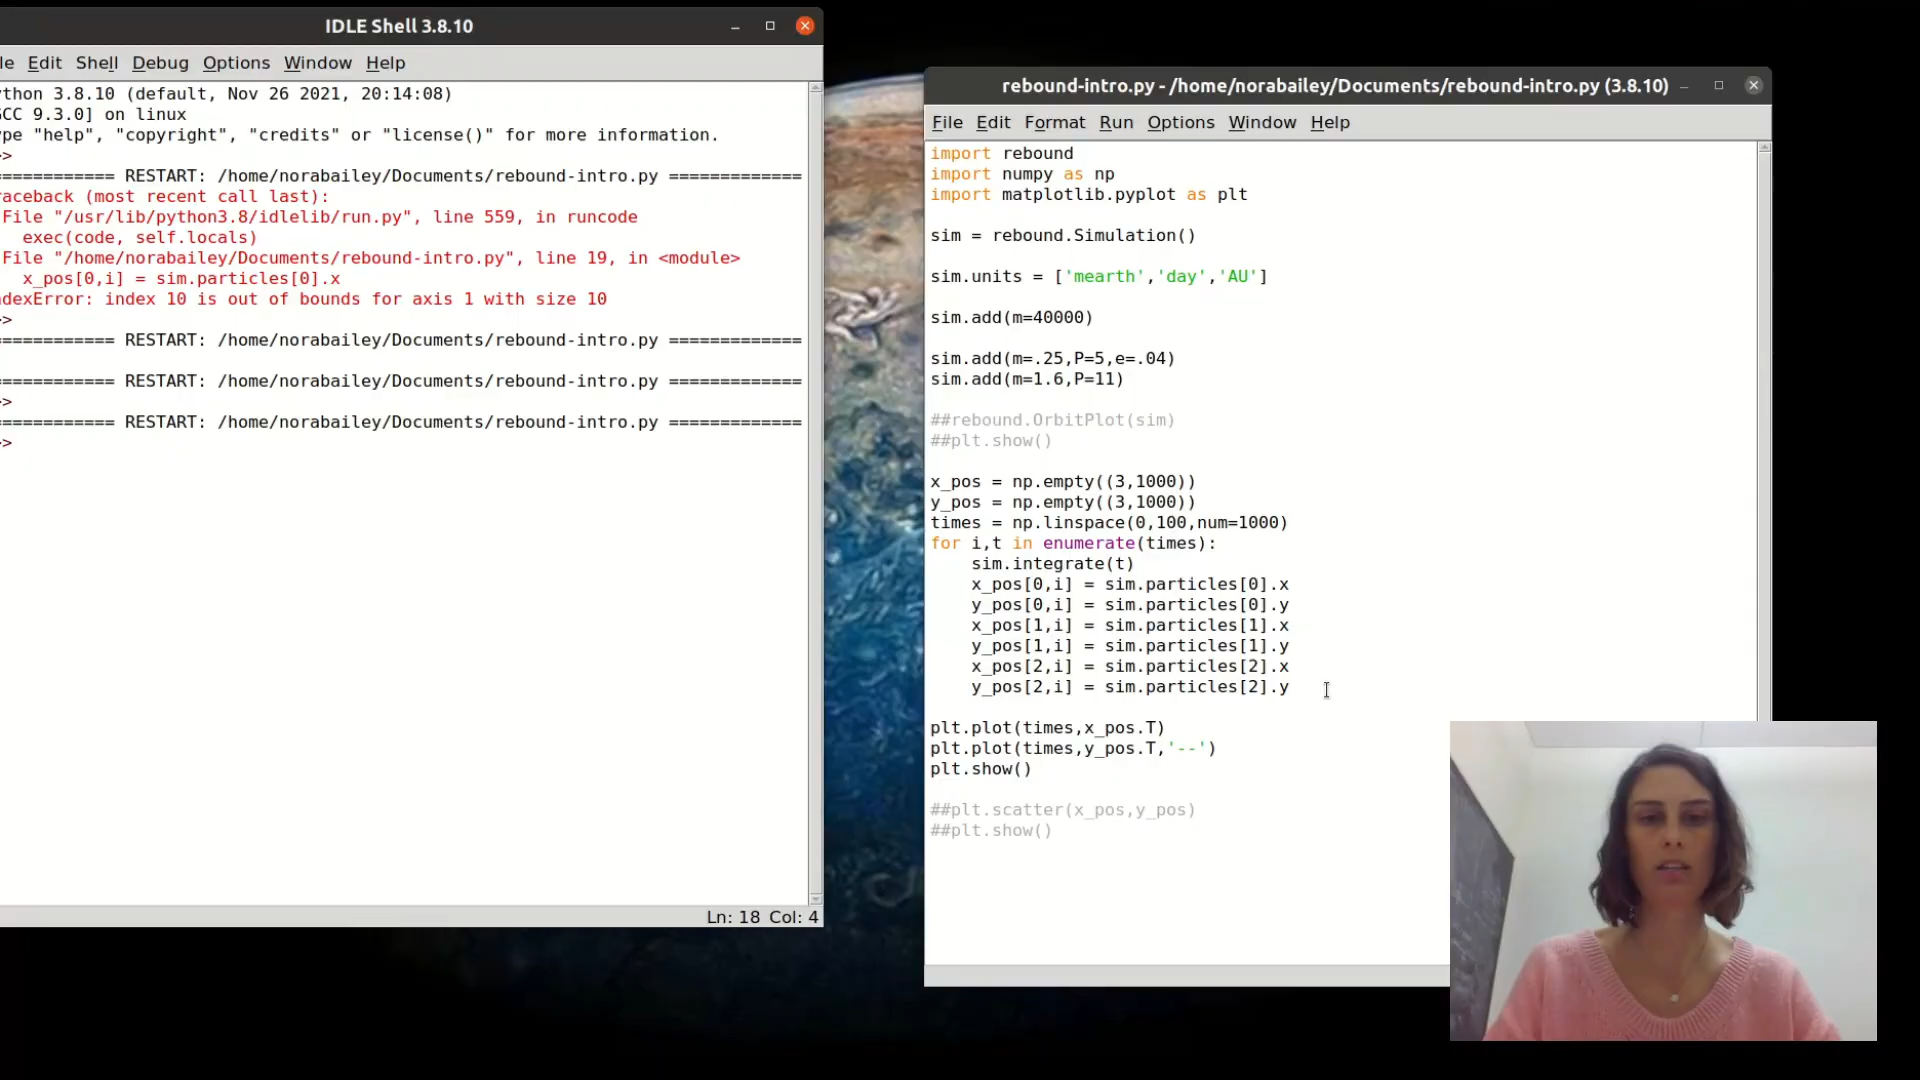 IDLE Shell 3.8.10
le Edit Shell Debug Options Window Help
thon 3.8.10 (default, Nov 26 2021, 20:14:08)
GCC 9.3.0] on linux
pe "help", "copyright", "credits" or "license()" for more information.
>
============ RESTART: /home/norabailey/Documents/rebound-intro.py =============
raceback (most recent call last):
File "/usr/lib/python3.8/idlelib/run.py", line 559, in runcode
exec(code, self.locals)
File "/home/norabailey/Documents/rebound-intro.py", line 19, in <module>
x_pos[0,i] = sim.particles[0].x
ndexError: index 10 is out of bounds for axis 1 with size 10
>
============ RESTART: /home/norabailey/Documents/rebound-intro.py =============
============ RESTART: /home/norabailey/Documents/rebound-intro.py =============
>
============ RESTART: /home/norabailey/Documents/rebound-intro.py =============
>
Ln: 18 Col: 4
rebound-intro.py - /home/norabailey/Documents/rebound-intro.py (3.8.10)
File Edit Format Run Options Window Help
import rebound
import numpy as np
import matplotlib.pyplot as plt
sim = rebound.Simulation()
sim.units = ['mearth','day','AU']
sim.add(m=40000)
sim.add(m=.25,P=5,e=.04)
sim.add(m=1.6,P=11)
##rebound.OrbitPlot(sim)
##plt.show()
x_pos = np.empty((3,1000))
y_pos = np.empty((3,1000))
times = np.linspace(0,100,num=1000)
for i,t in enumerate(times):
    sim.integrate(t)
    x_pos[0,i] = sim.particles[0].x
    y_pos[0,i] = sim.particles[0].y
    x_pos[1,i] = sim.particles[1].x
    y_pos[1,i] = sim.particles[1].y
    x_pos[2,i] = sim.particles[2].x
    y_pos[2,i] = sim.particles[2].y
plt.plot(times,x_pos.T)
plt.plot(times,y_pos.T,'--')
plt.show()
##plt.scatter(x_pos,y_pos)
##plt.show()